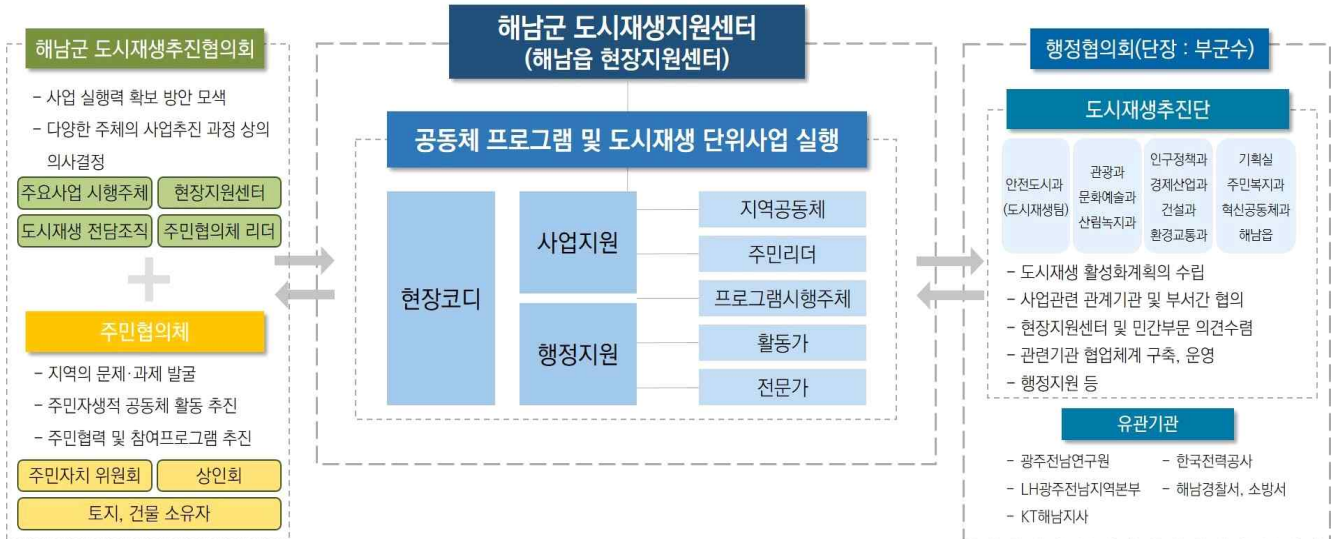 해남군 도시재생추진협의회
- 사업 실행력 확보 방안 모색
- 다양한 주체의 사업추진 과정 상의
의사결정
주요사업 시행주체
현장지원센터
도시재생 전담조직
주민협의체 리더
주민협의체
- 지역의 문제·과제 발굴
- 주민자생적 공동체 활동 추진
- 주민협력 및 참여프로그램 추진
주민자치 위원회
상인회
토지, 건물 소유자
해남군 도시재생지원센터
(해남읍 현장지원센터)
공동체 프로그램 및 도시재생 단위사업 실행
현장코디
사업지원
행정지원
지역공동체
주민리더
프로그램시행주체
활동가
전문가
행정협의회(단장 : 부군수)
도시재생추진단
안전도시과
(도시재생팀)
관광과
문화예술과
산림녹지과
인구정책과
경제산업과
건설과
환경교통과
기획실
주민복지과
혁신공동체과
해남읍
- 도시재생 활성화계획의 수립
- 사업관련 관계기관 및 부서간 협의
- 현장지원센터 및 민간부문 의견수렴
- 관련기관 협업체계 구축, 운영
- 행정지원 등
유관기관
- 광주전남연구원
- LH광주전남지역본부
- KT해남지사
- 한국전력공사
- 해남경찰서, 소방서